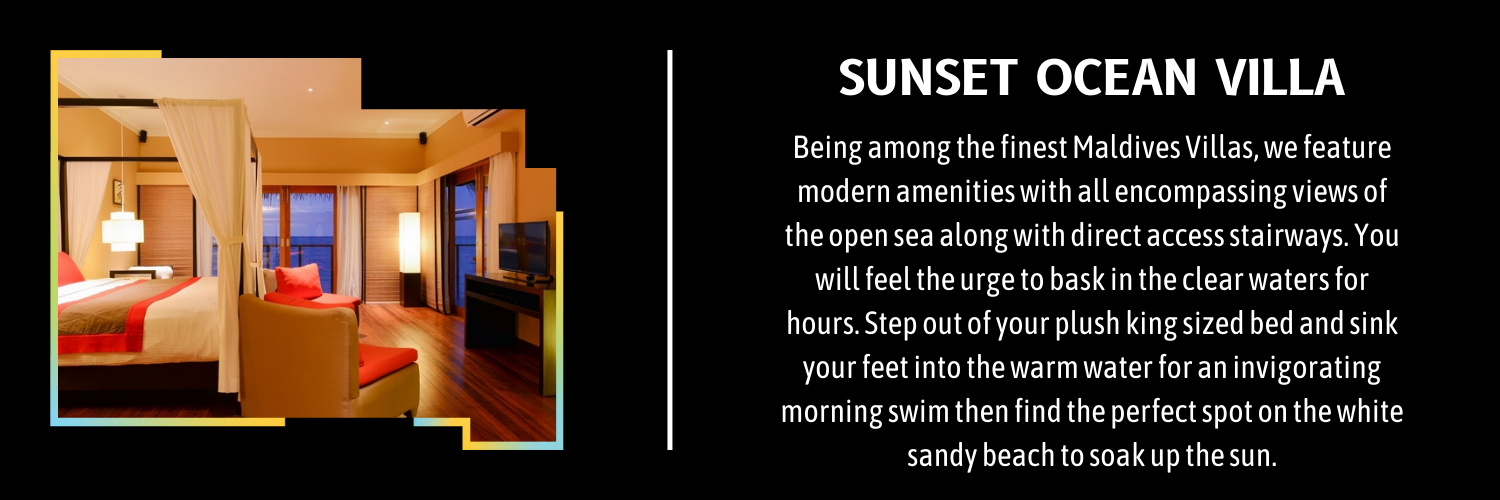 SUNSET OCEAN VILLA
Being among the finest Maldives Villas, we feature
modern amenities with all encompassing views of
the open sea along with direct access stairways. You
will feel the urge to bask in the clear waters for
hours. Step out of your plush king sized bed and sink
your feet into the warm water for an invigorating
morning swim then find the perfect spot on the white
sandy beach to soak up the sun.